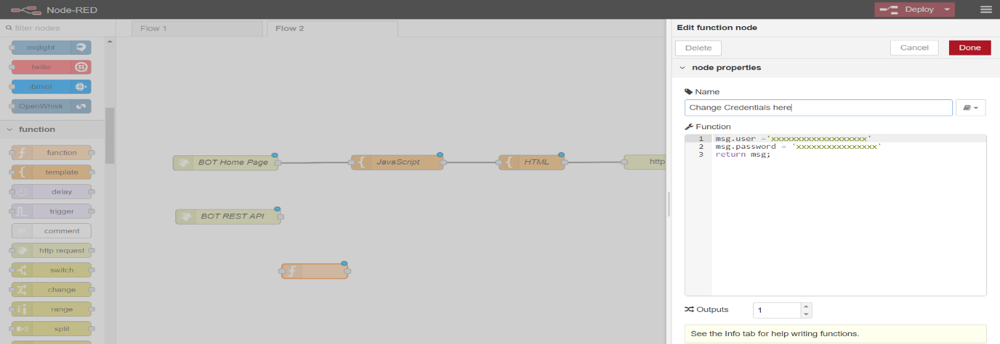 Node-RED
Deploy
filter nodes
Flow 1
Flow 2
mqlight
twilio
ibmiot
OpenWhisk
function
function
template
delay
trigger
comment
http request
switch
change
range
split
BOT Home Page
JavaScript
HTML
http
BOT REST API
Edit function node
Delete
Cancel
Done
node properties
Name
Change Credentials here
Function
1 msg.user ='xxxxxxxxxxxxxxxxxxx'
2 msg.password = 'xxxxxxxxxxxxxxxx'
3 return msg;
Outputs
1
See the Info tab for help writing functions.